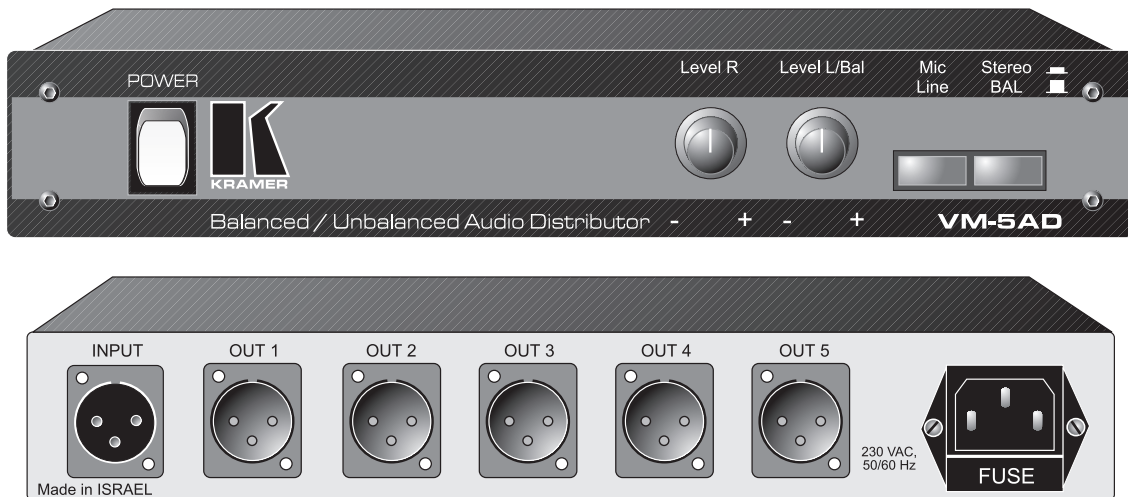 POWER
Level R
Level L/Bal
Mic
Line
Stereo
BAL
K
KRAMER
Balanced / Unbalanced Audio Distributor
- + - +
VM-5AD
INPUT
OUT 1
OUT 2
OUT 3
OUT 4
OUT 5
230 VAC,
50/60 Hz
FUSE
Made in ISRAEL